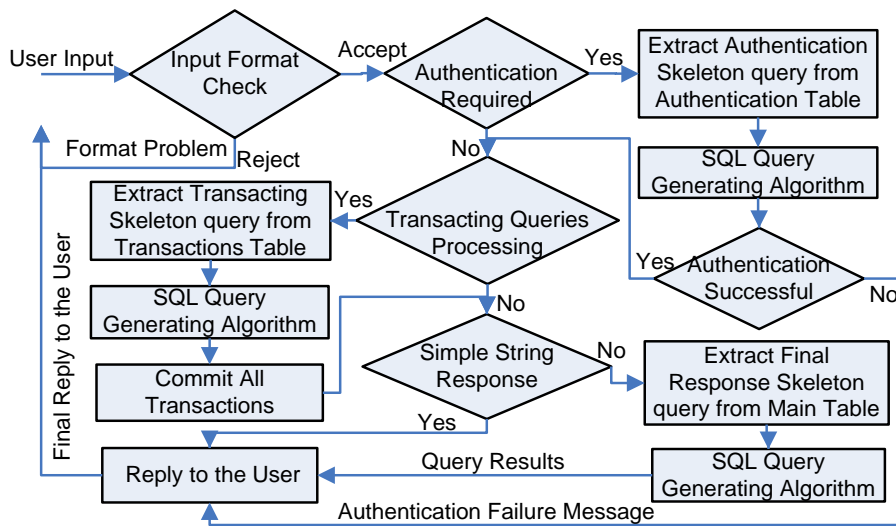 User Input
Input Format
Check
Accept
Authentication
Required
Yes
Extract Authentication
Skeleton query from
Authentication Table
Format Problem
Reject
No
SQL Query
Generating Algorithm
Extract Transacting
Skeleton query from
Transactions Table
Yes
Transacting Queries
Processing
Yes
Authentication
Successful
No
SQL Query
Generating Algorithm
No
Simple String
Response
No
Extract Final
Response Skeleton
query from Main Table
Commit All
Transactions
Yes
Final Reply to the User
Reply to the User
Query Results
SQL Query
Generating Algorithm
Authentication Failure Message